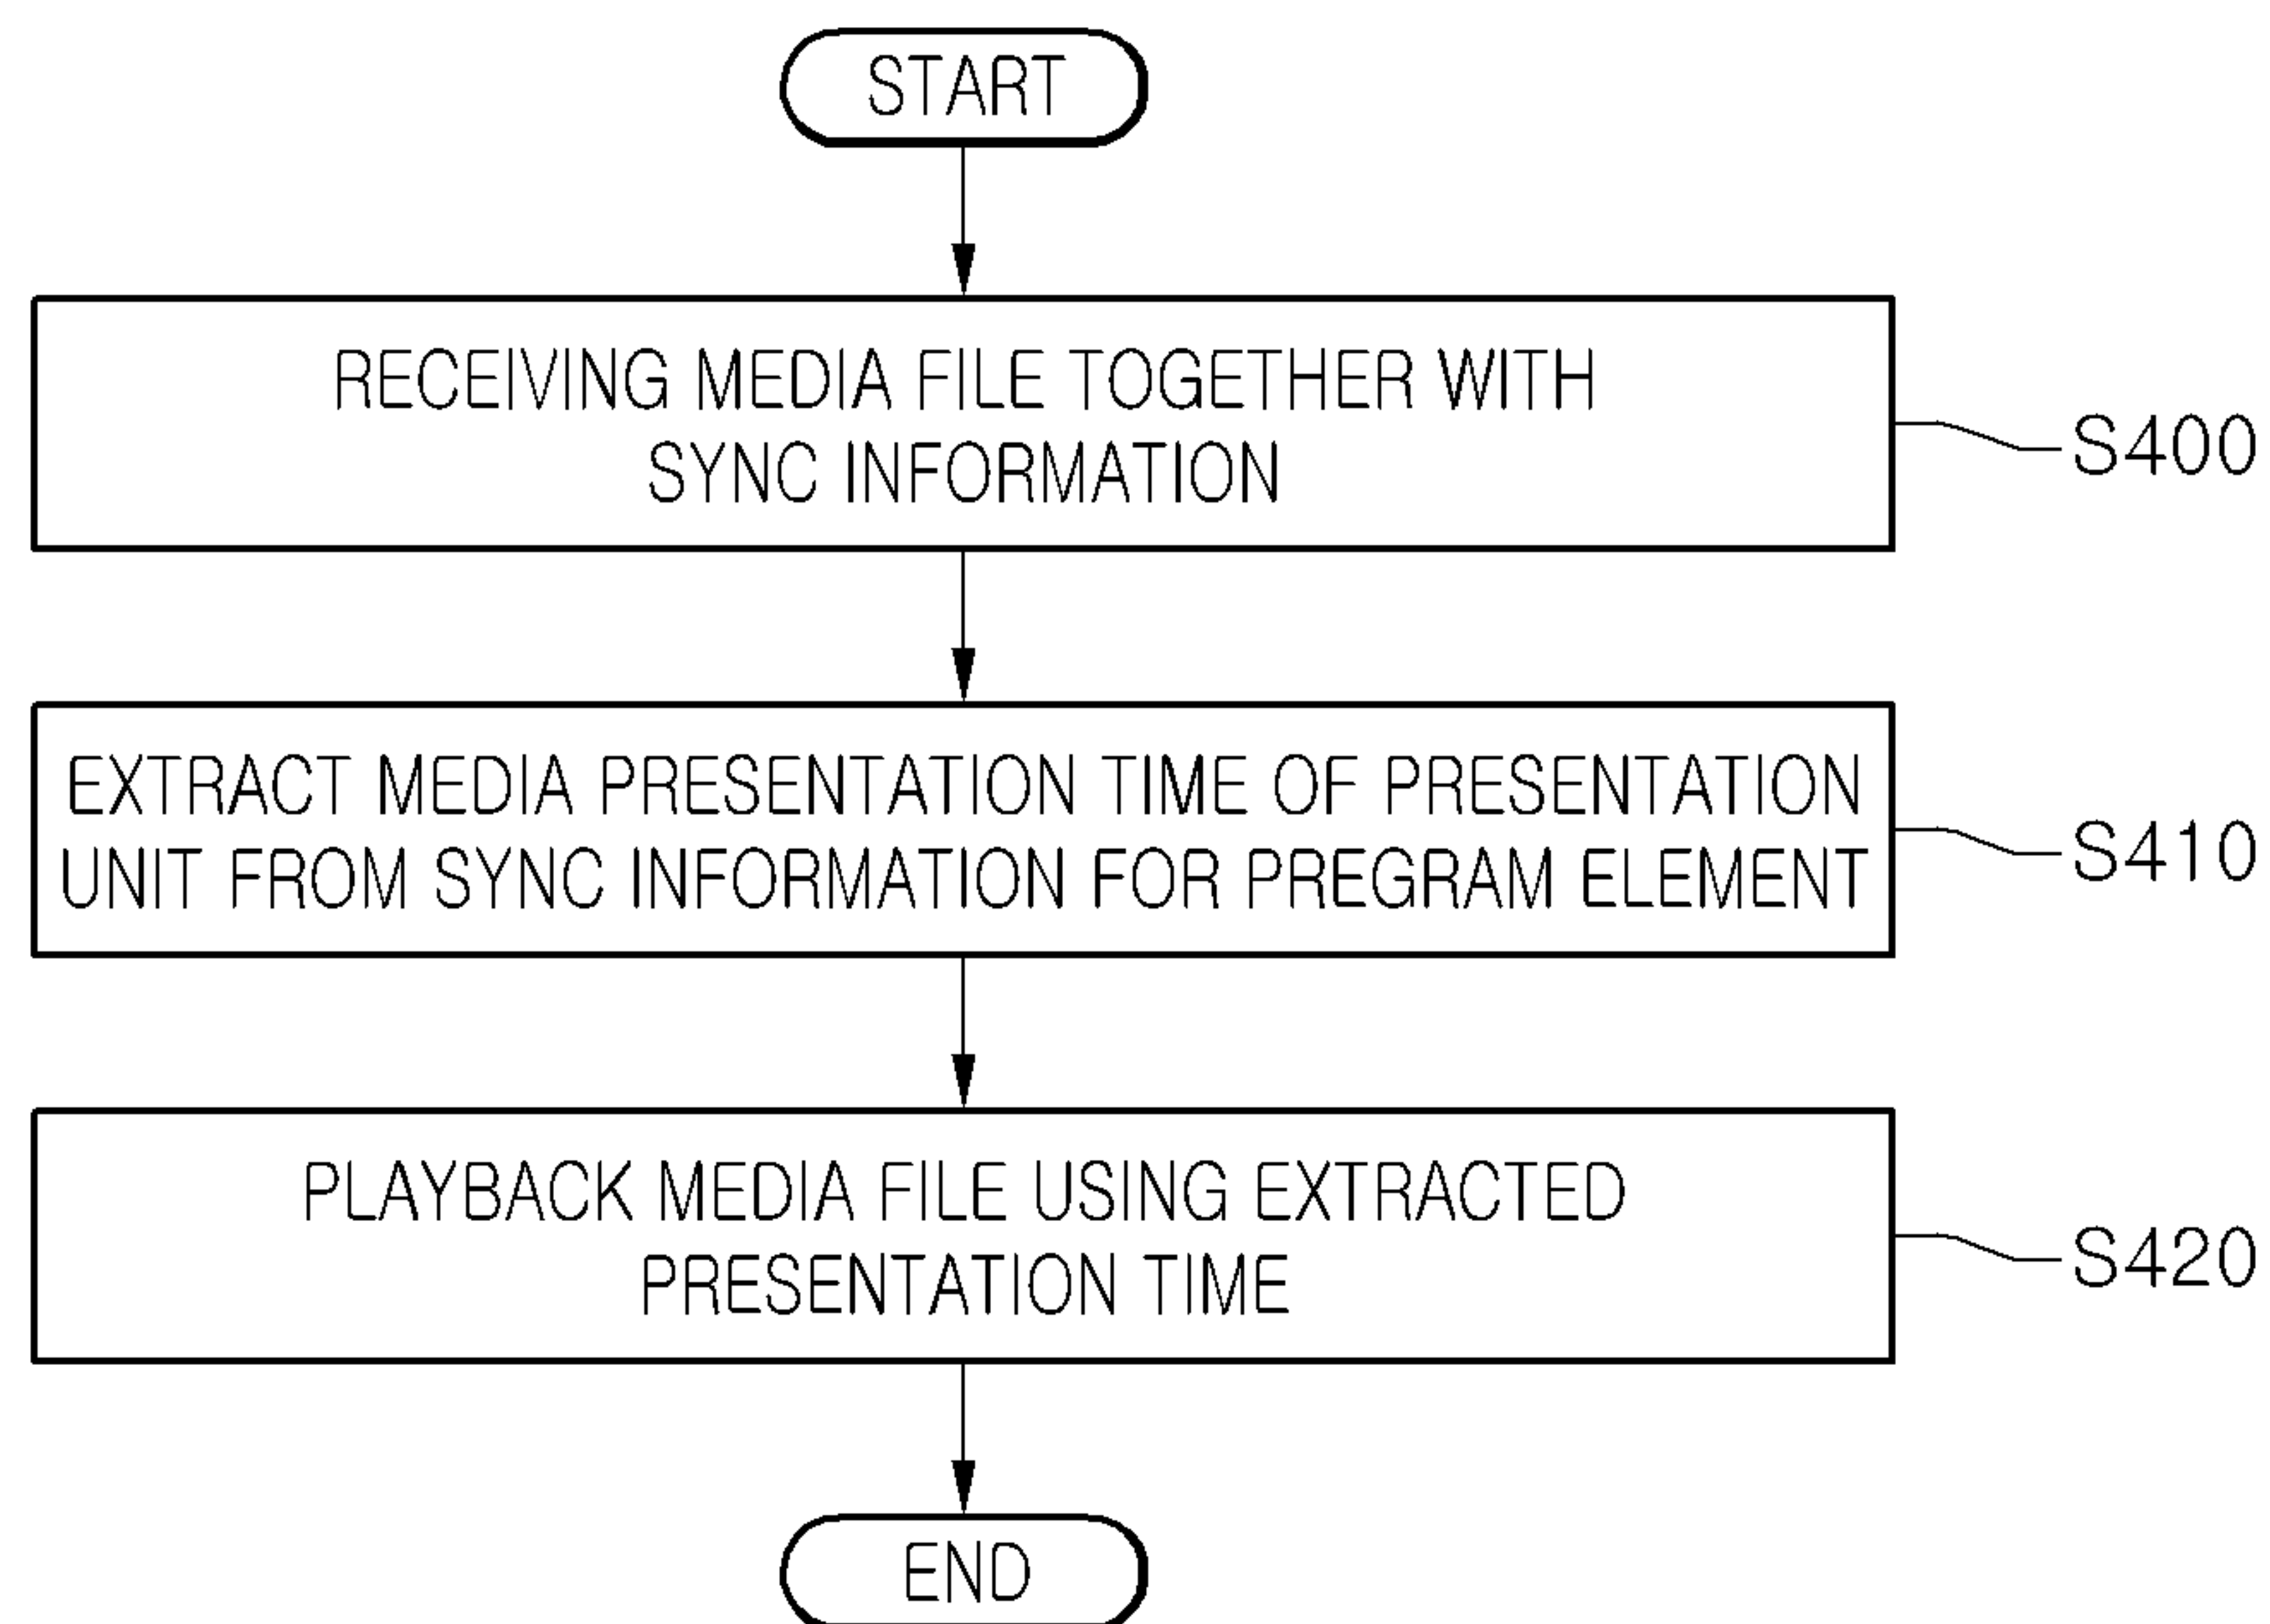 START
RECEIVING MEDIA FILE TOGETHER WITH
SYNC INFORMATION
S400
EXTRACT MEDIA PRESENTATION TIME OF PRESENTATION
UNIT FROM SYNC INFORMATION FOR PREGRAM ELEMENT
S410
PLAYBACK MEDIA FILE USING EXTRACTED
PRESENTATION TIME
S420
END